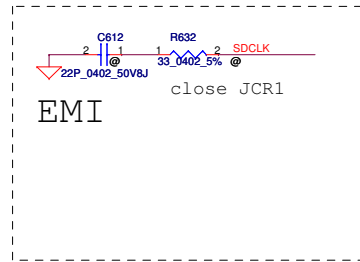 C612 R632
2 1 1 2 SDCLK
@ 33_0402_5% @
22P_0402_50V8J
close JCR1
EMI